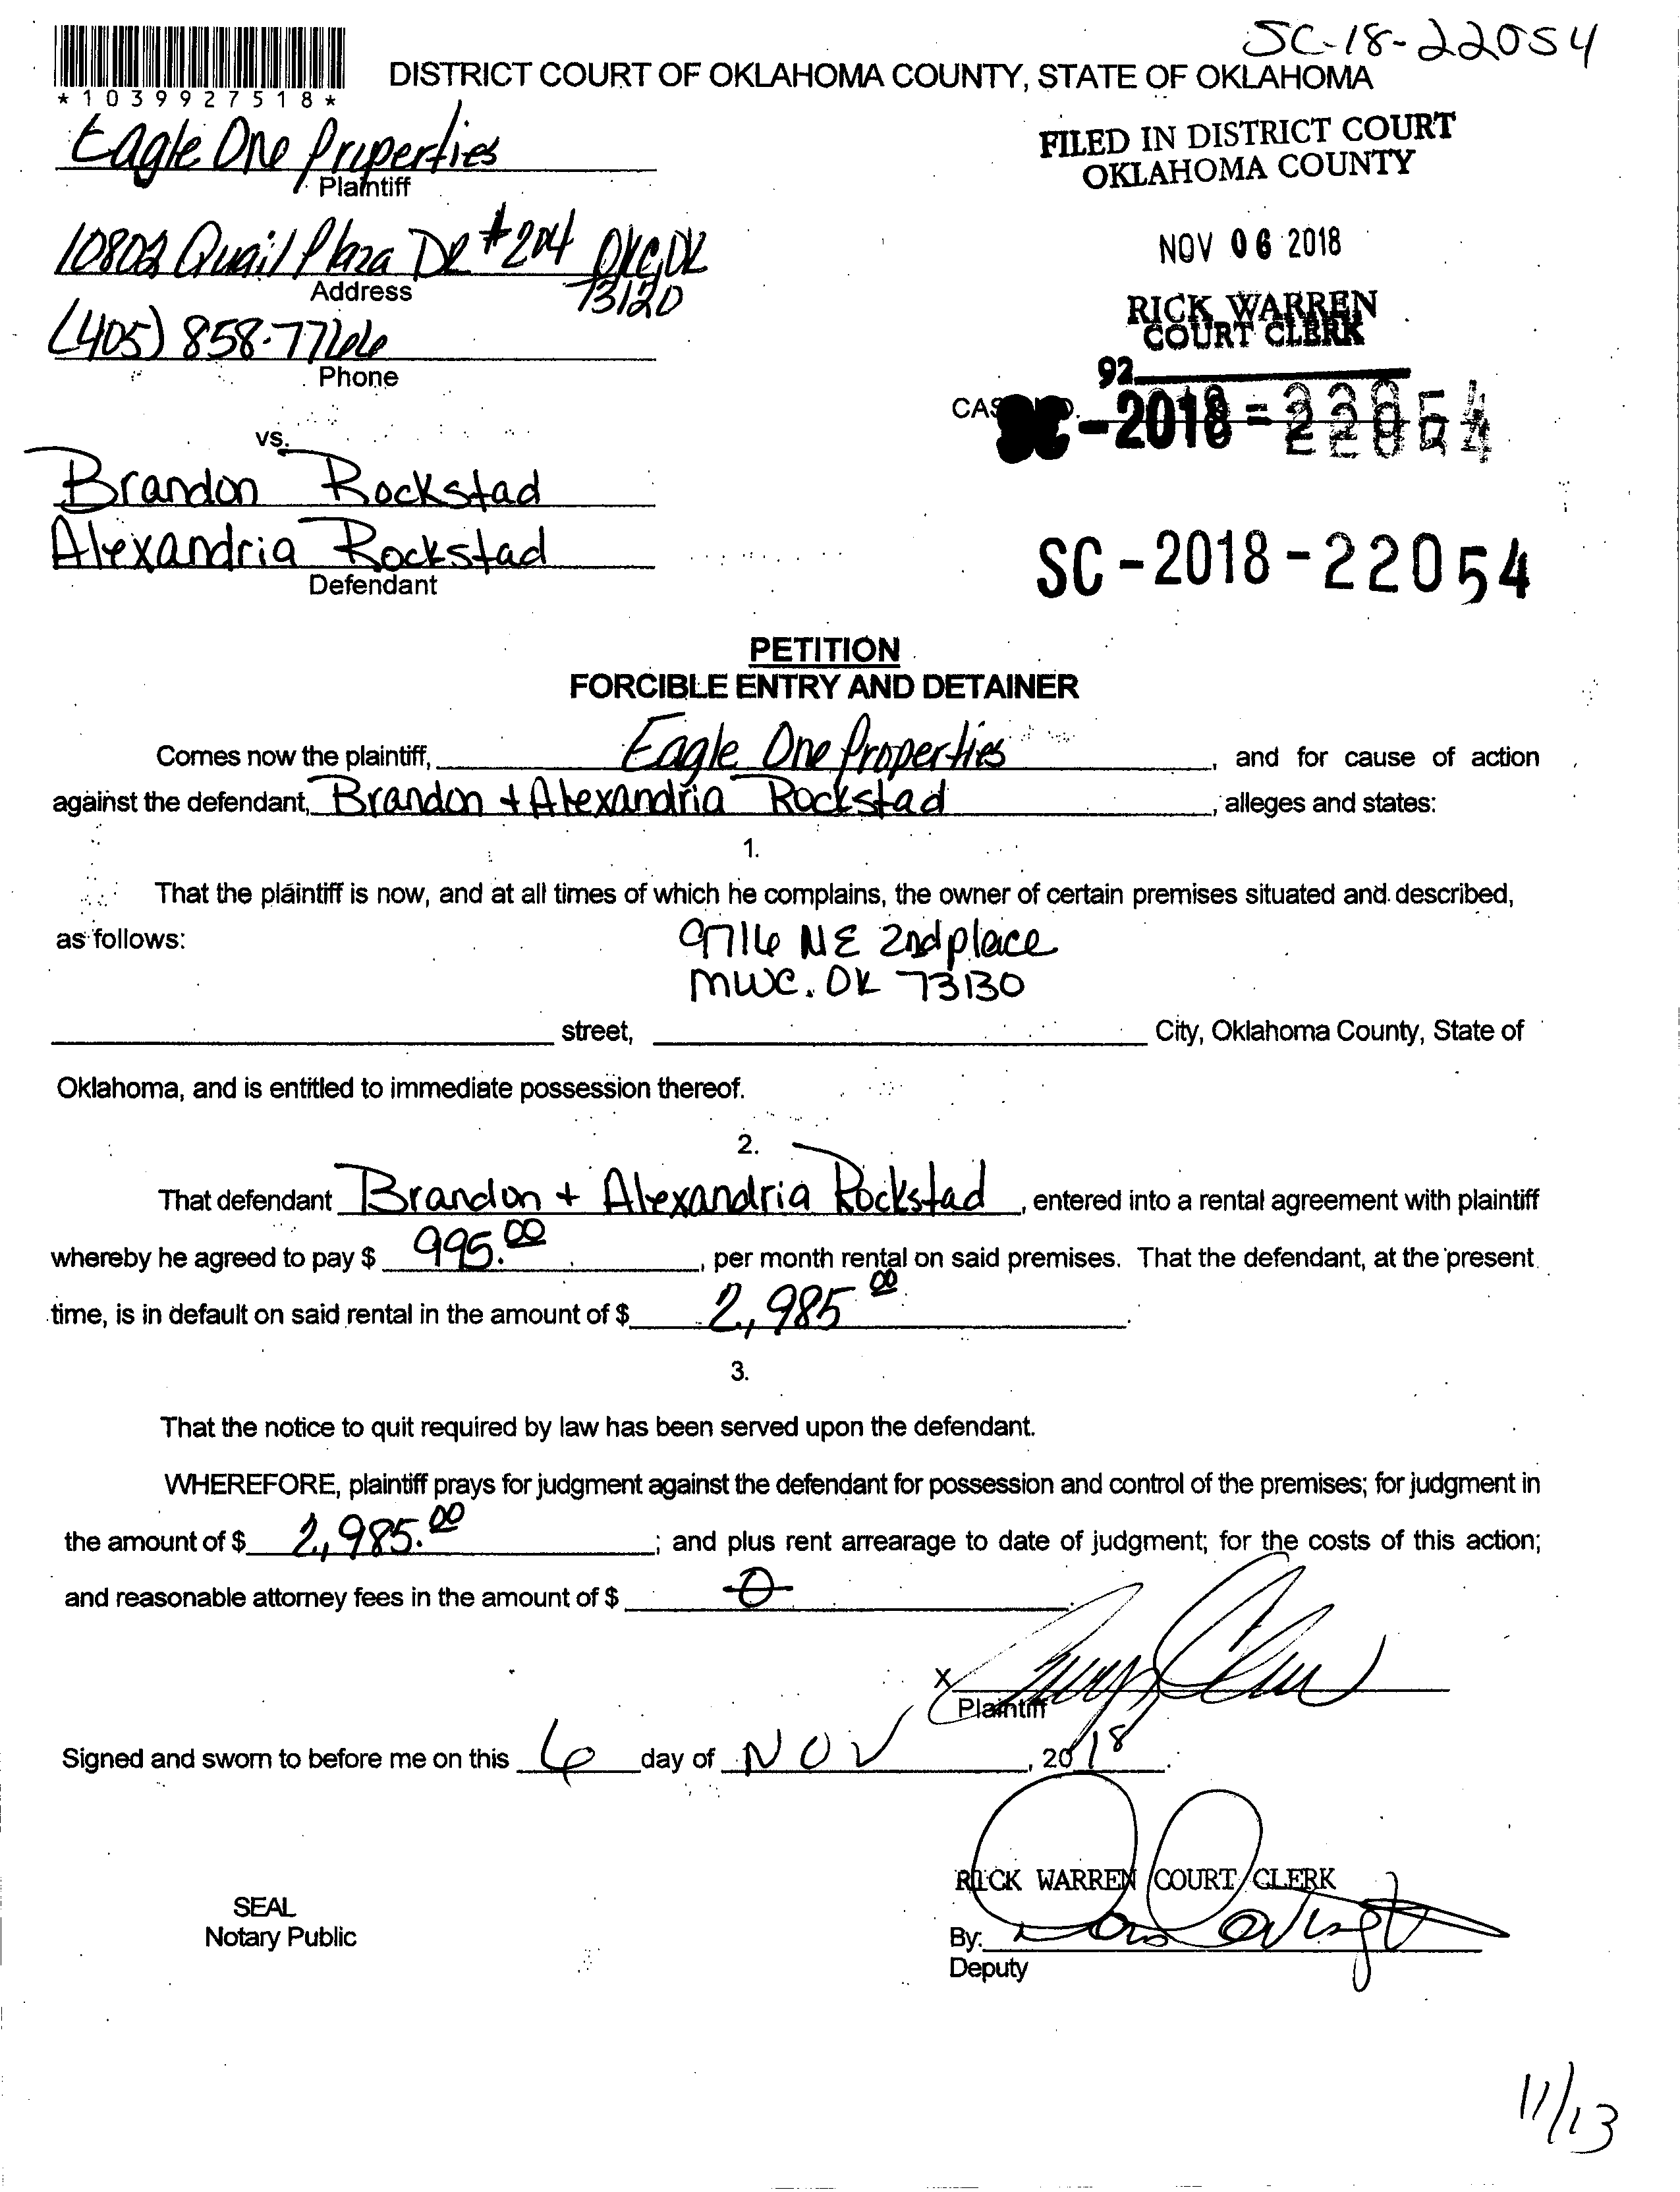 SC-18-22054
*1039927518*
DISTRICT COURT OF OKLAHOMA COUNTY, STATE OF OKLAHOMA
Eagle One Properties
Plaintiff
FILED IN DISTRICT COURT
OKLAHOMA COUNTY
10802 Quail Plaza DR #204 OKC, OK
73120
Address
NOV 06 2018
(405) 858-7766
Phone
RICK WARREN
COURT CLERK
92
SC-2018-22054
vs.
Brandon Rockstad
Alexandria Rockstad
Defendant
SC-2018-22054
PETITION
FORCIBLE ENTRY AND DETAINER
Comes now the plaintiff, Eagle One Properties, and for cause of action
against the defendant, Brandon + Alexandria Rockstad, alleges and states:
1.
That the plaintiff is now, and at all times of which he complains, the owner of certain premises situated and described,
as follows: 9716 NE 2nd place
MWC. OK 73130
street, City, Oklahoma County, State of
Oklahoma, and is entitled to immediate possession thereof.
2.
That defendant Brandon + Alexandria Rockstad, entered into a rental agreement with plaintiff
whereby he agreed to pay $ 995.00, per month rental on said premises. That the defendant, at the present
time, is in default on said rental in the amount of $ 2,985 00.
3.
That the notice to quit required by law has been served upon the defendant.
WHEREFORE, plaintiff prays for judgment against the defendant for possession and control of the premises; for judgment in
the amount of $ 2,985.00; and plus rent arrearage to date of judgment; for the costs of this action;
and reasonable attorney fees in the amount of $ 0.
X
Plaintiff
Signed and sworn to before me on this 6 day of NOV, 2018.
RICK WARREN COURT CLERK
SEAL
Notary Public
By:
Deputy
11/13